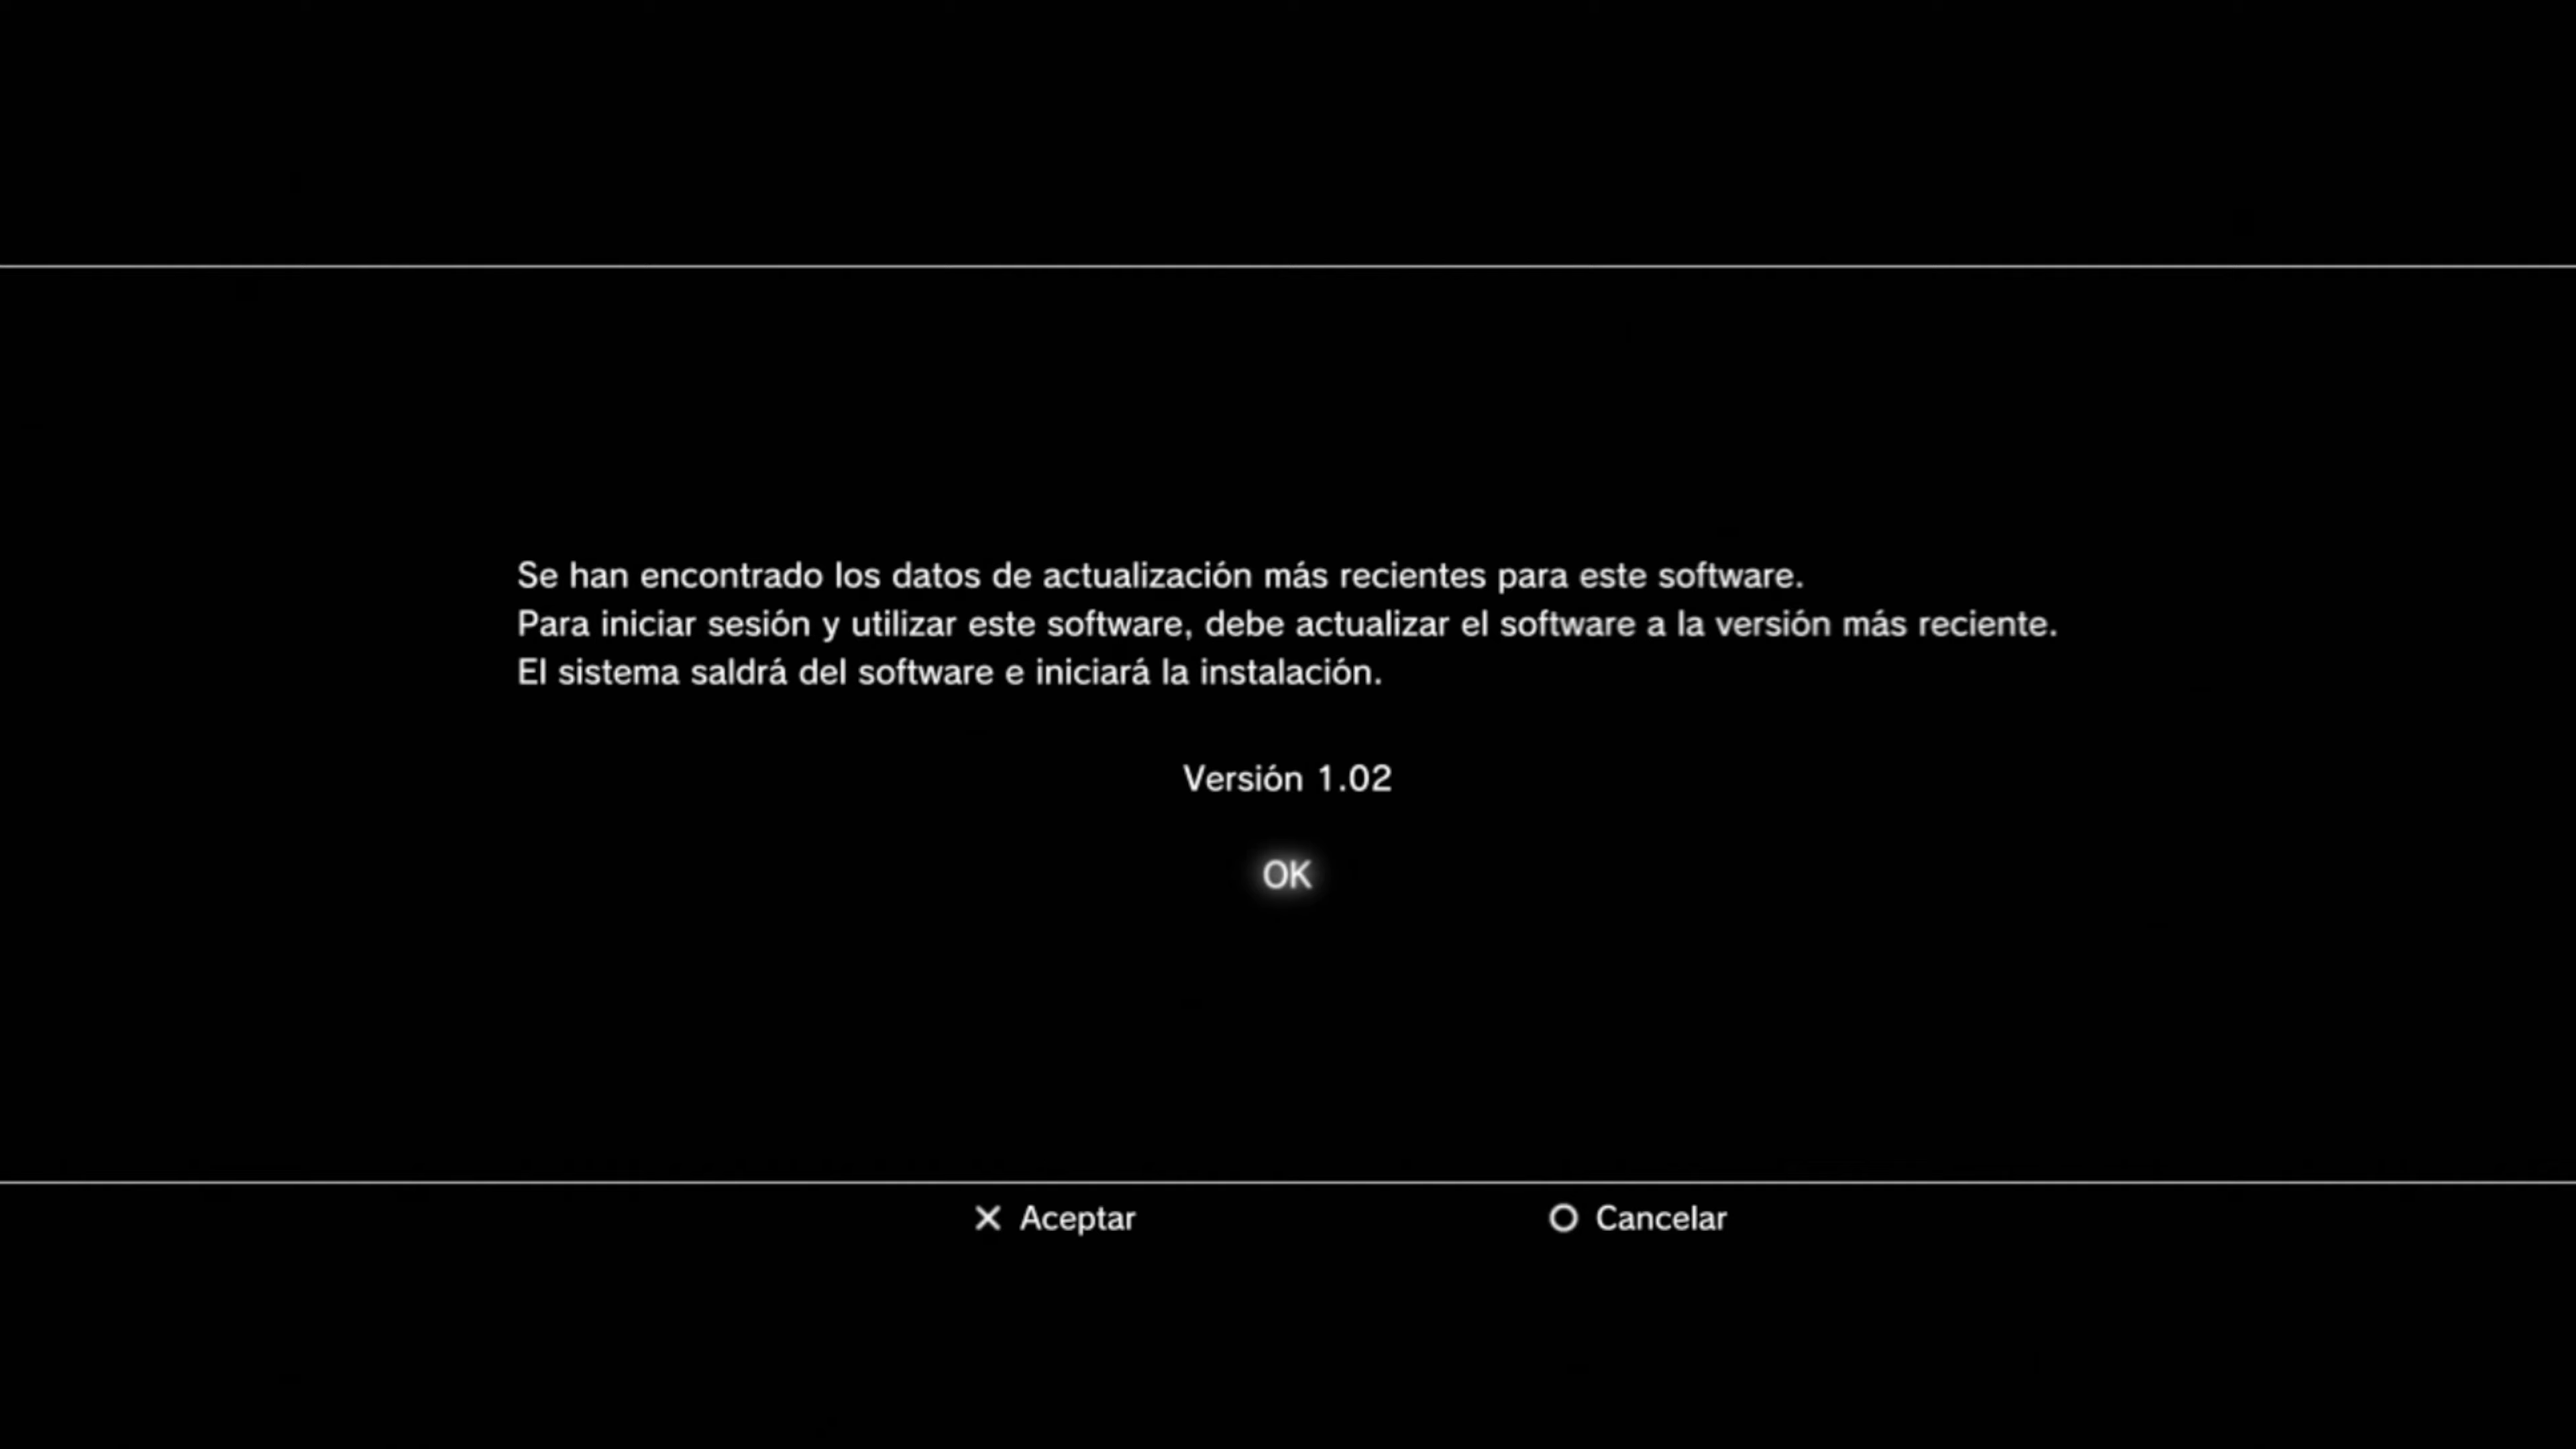 Se han encontrado los datos de actualización más recientes para este software.
Para iniciar sesión y utilizar este software, debe actualizar el software a la versión más reciente.
El sistema saldrá del software e iniciará la instalación.
Versión 1.02
OK
Aceptar
Cancelar